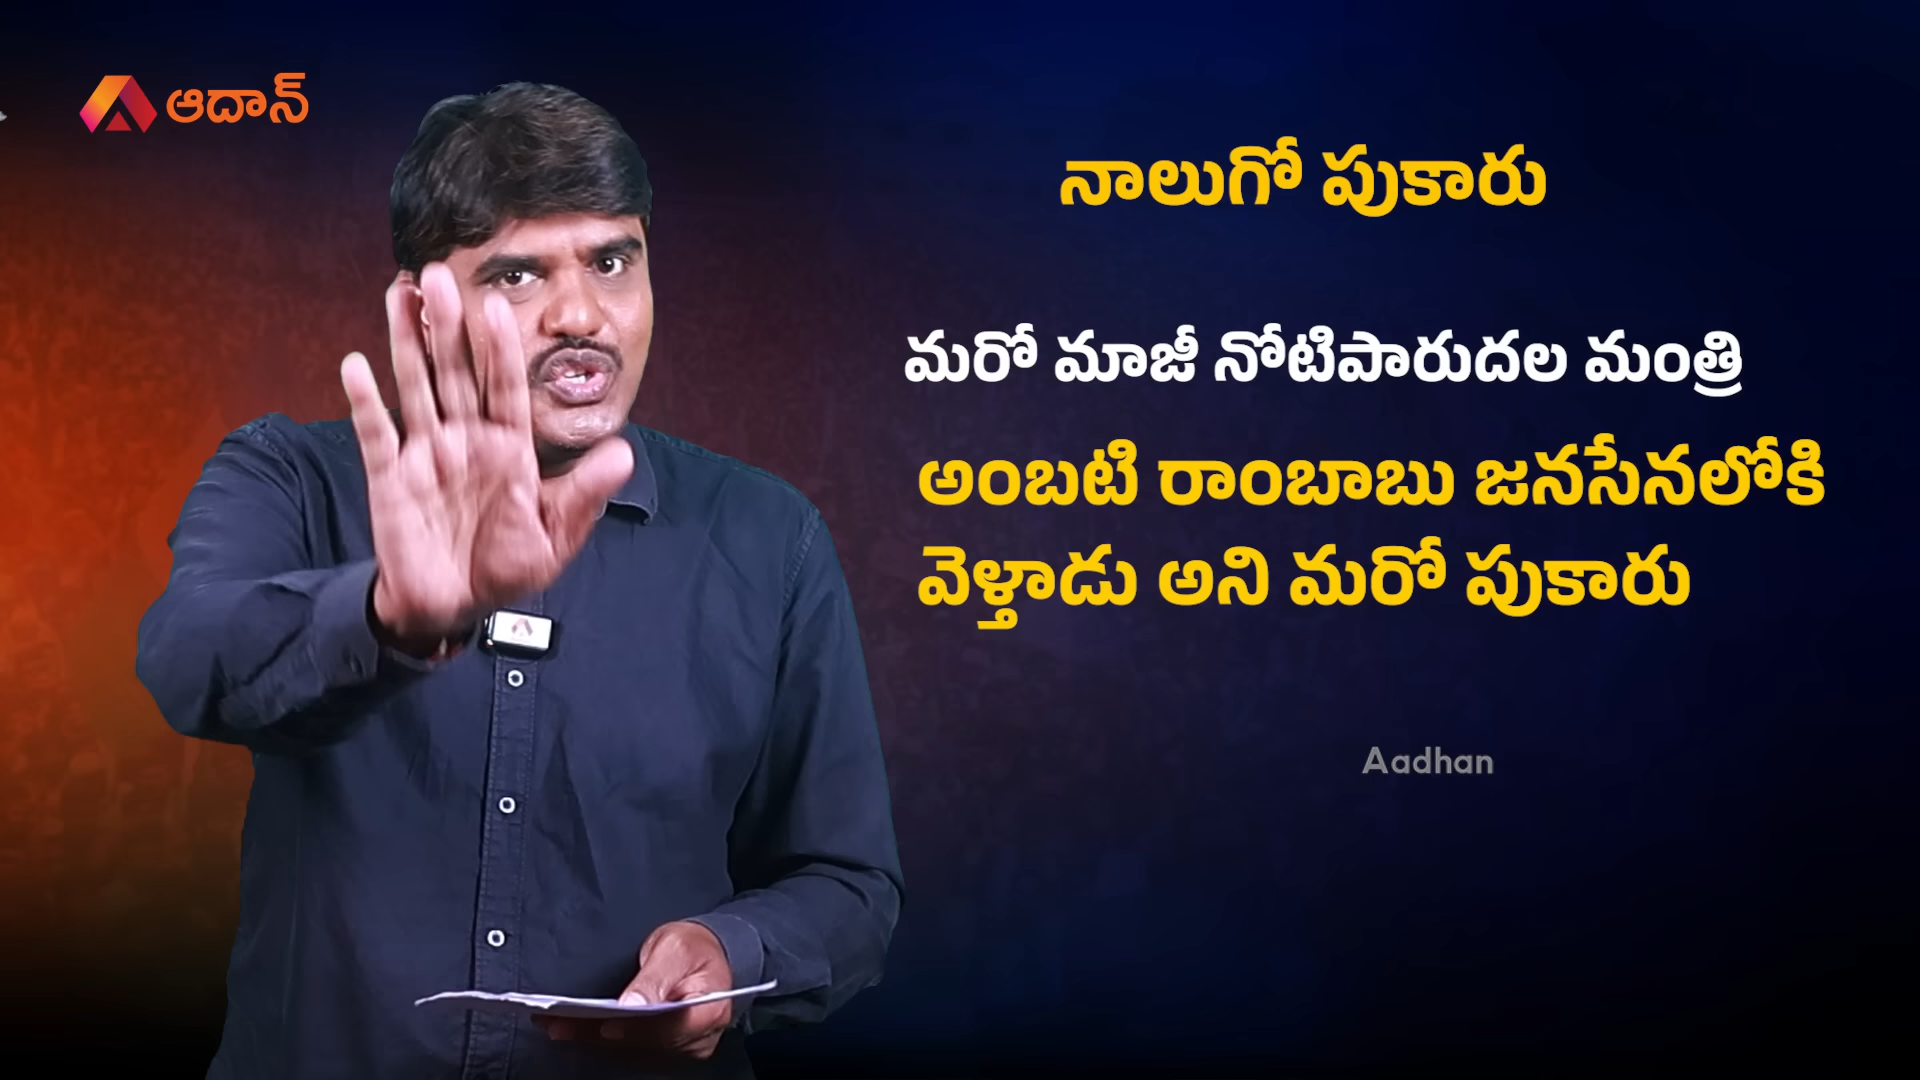 ఆదాన్
నాలుగో పుకారు
మరో మాజీ నోటిపారుదల మంత్రి
అంబటి రాంబాబు జనసేనలోకి
వెళ్తాడు అని మరో పుకారు
Aadhan